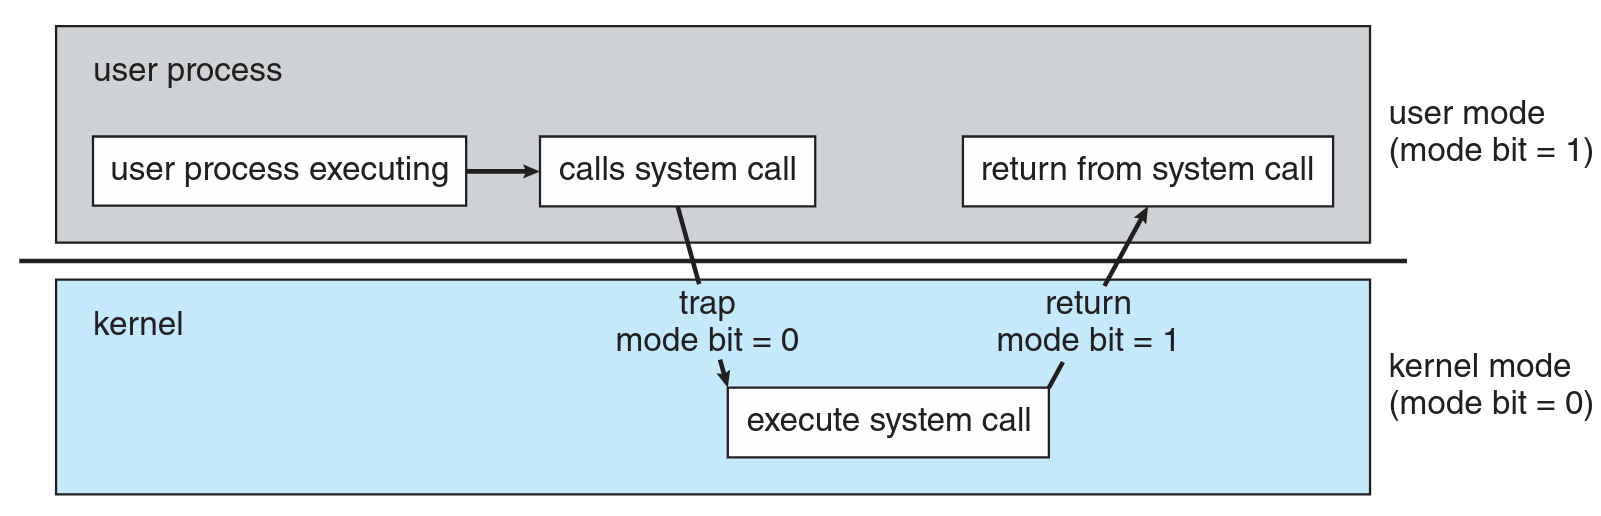 user process
user process executing
calls system call
return from system call
user mode
(mode bit = 1)
kernel
trap
mode bit = 0
return
mode bit = 1
execute system call
kernel mode
(mode bit = 0)